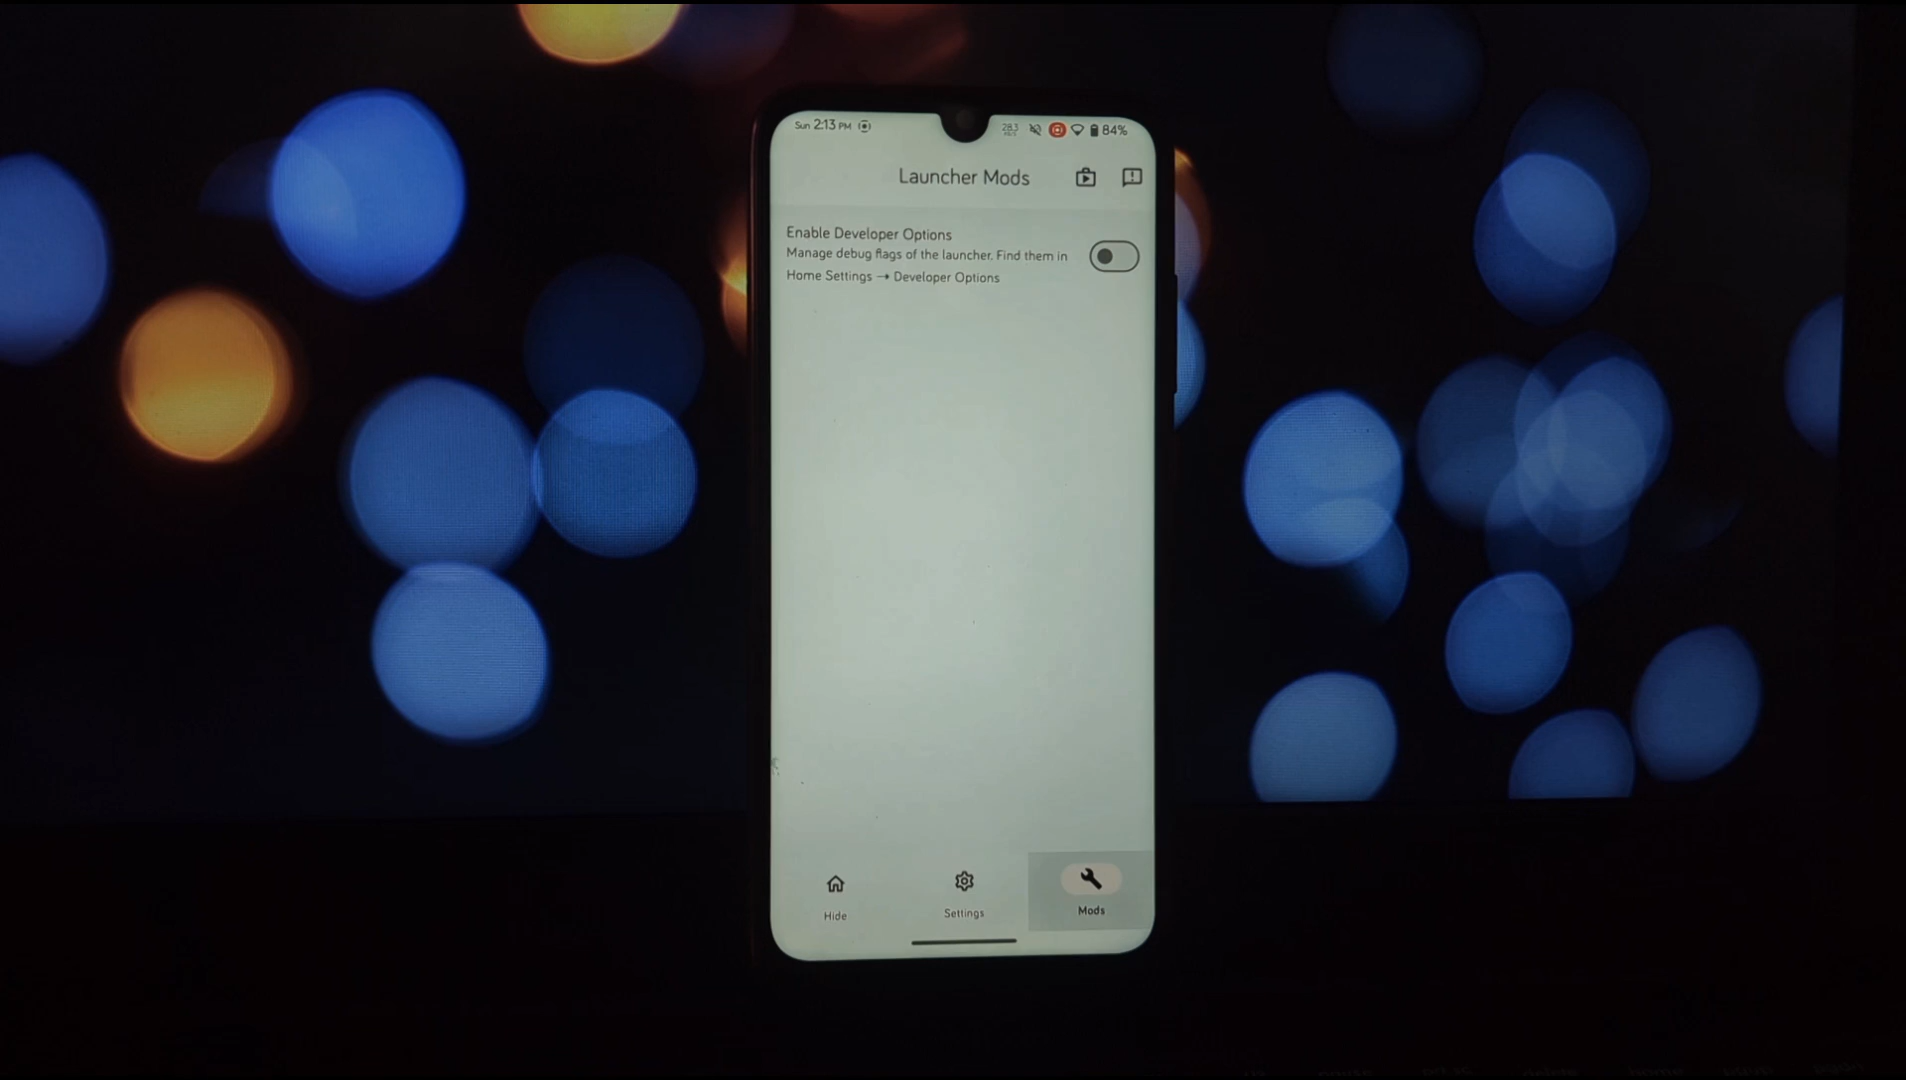 Sun 2:13 PM
84%
Launcher Mods
Enable Developer Options
Manage debug flags of the launcher. Find them in
Home Settings → Developer Options
Hide
Settings
Mods